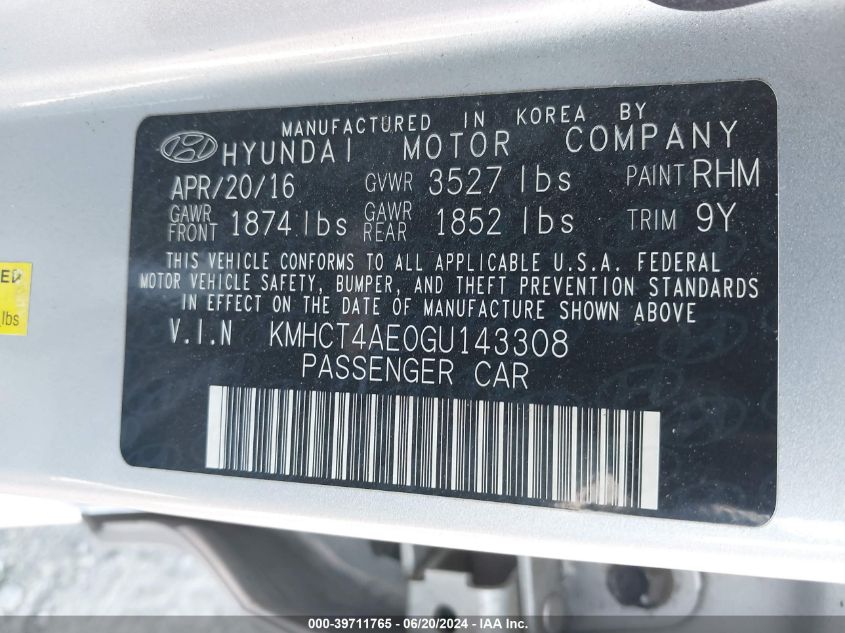 MANUFACTURED IN KOREA BY
HYUNDAI MOTOR COMPANY
APR/20/16 GVWR 3527 lbs PAINT RHM
GAWR FRONT 1874 lbs GAWR REAR 1852 lbs TRIM 9Y
THIS VEHICLE CONFORMS TO ALL APPLICABLE U.S.A. FEDERAL
MOTOR VEHICLE SAFETY, BUMPER, AND THEFT PREVENTION STANDARDS
IN EFFECT ON THE DATE OF MANUFACTURE SHOWN ABOVE
V.I.N KMHCT4AE0GU143308
PASSENGER CAR
lbs
000-39711765 - 06/20/2024 - IAA Inc.